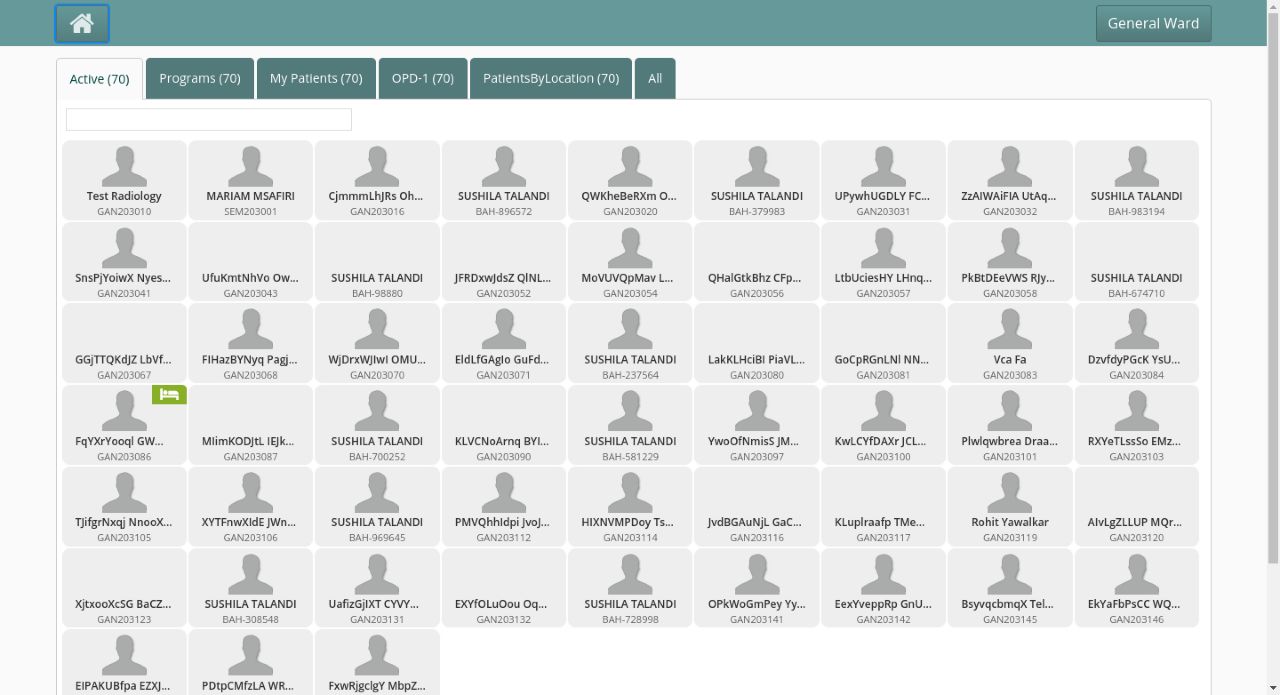 General Ward
Active (70)
Programs (70)
My Patients (70)
OPD-1 (70)
PatientsByLocation (70)
All
Test Radiology
GAN203010
MARIAM MSAFIRI
SEM203001
CjmmmLhJRs Oh...
GAN203016
SUSHILA TALANDI
BAH-896572
QWKheBeRXm O...
GAN203020
SUSHILA TALANDI
BAH-379983
UPywhUGDLY FC...
GAN203031
ZzAIWAiFIA UtAq...
GAN203032
SUSHILA TALANDI
BAH-983194
SnsPjYoiwX Nyes...
GAN203041
UfuKmtNhVo Ow...
GAN203043
SUSHILA TALANDI
BAH-98880
JFRDxwJdsZ QlNL...
GAN203052
MoVUVQpMav L...
GAN203054
QHalGtkBhz CFp...
GAN203056
LtbUciesHY LHnq...
GAN203057
PkBtDEeVWS RJy...
GAN203058
SUSHILA TALANDI
BAH-674710
GGjTTQKdJZ LbVf...
GAN203067
FIHazBYNyq Pagj...
GAN203068
WjDrxWJIwI OMU...
GAN203070
EldLfGAgIo GuFd...
GAN203071
SUSHILA TALANDI
BAH-237564
LakKLHciBI PiaVL...
GAN203080
GoCpRGnLNl NN...
GAN203081
Vca Fa
GAN203083
DzvfdyPGcK YsU...
GAN203084
FqYXrYooql GW...
GAN203086
MIimKODJtL IEJk...
GAN203087
SUSHILA TALANDI
BAH-700252
KLVCNoArnq BYI...
GAN203090
SUSHILA TALANDI
BAH-581229
YwoOfNmisS JM...
GAN203097
KwLCYfDAXr JCL...
GAN203100
Plwlqwbrea Draa...
GAN203101
RXYeTLssSo EMz...
GAN203103
TJifgrNxqj NnooX...
GAN203105
XYTFnwXIdE JWn...
GAN203106
SUSHILA TALANDI
BAH-969645
PMVQhhIdpi JvoJ...
GAN203112
HIXNVMPDoy Ts...
GAN203114
JvdBGAuNjL GaC...
GAN203116
KLuplraafp TMe...
GAN203117
Rohit Yawalkar
GAN203119
AIvLgZLLUP MQr...
GAN203120
XjtxooXcSG BaCZ...
GAN203123
SUSHILA TALANDI
BAH-308548
UafizGjIXT CYVY...
GAN203131
EXYfOLuOou Oq...
GAN203132
SUSHILA TALANDI
BAH-728998
OPkWoGmPey Yy...
GAN203141
EexYveppRp GnU...
GAN203142
BsyvqcbmqX Tel...
GAN203145
EkYaFbPsCC WQ...
GAN203146
EIPAKUBfpa EZXJ...
PDtpCMfzLA WR...
FxwRjgclgY MbpZ...